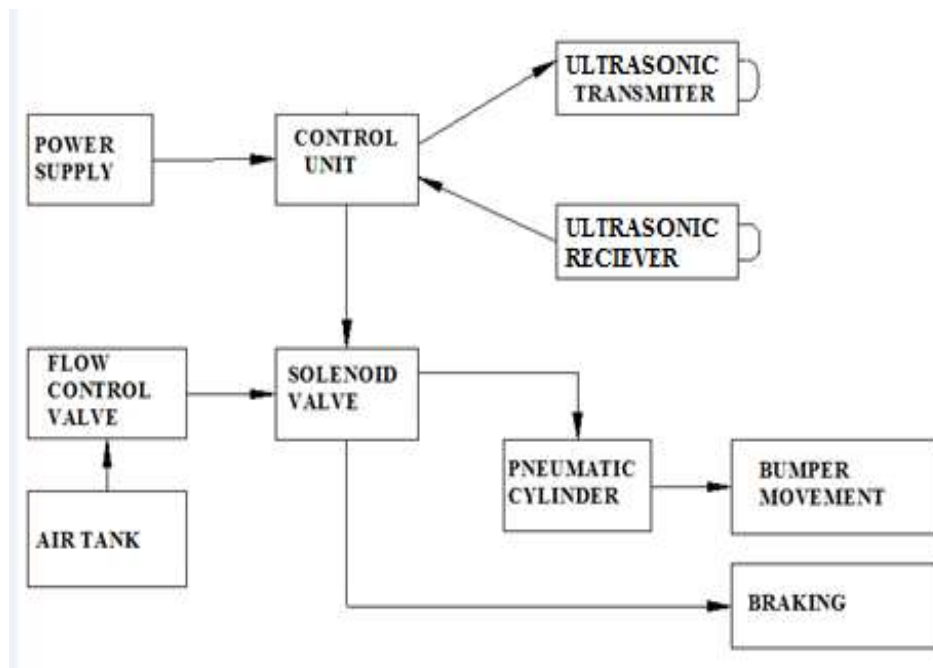 ULTRASONIC
TRANSMITER
POWER
SUPPLY
CONTROL
UNIT
ULTRASONIC
RECIEVER
FLOW
CONTROL
VALVE
SOLENOID
VALVE
PNEUMATIC
CYLINDER
BUMPER
MOVEMENT
AIR TANK
BRAKING